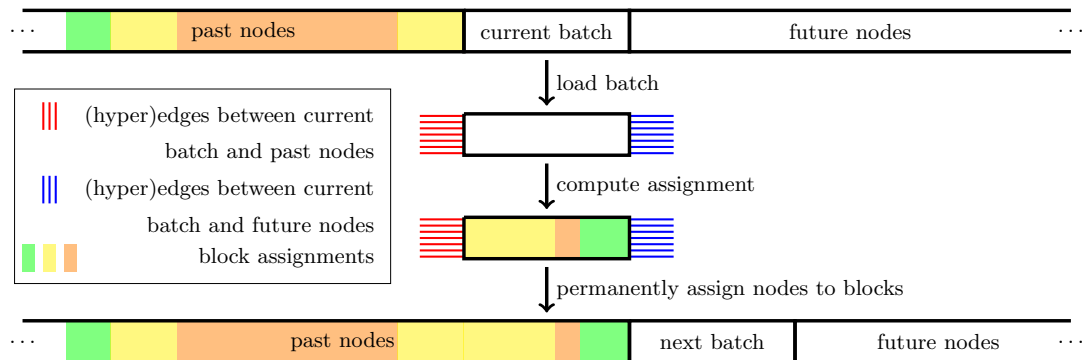 ... past nodes current batch future nodes ...
load batch
(hyper)edges between current
batch and past nodes
(hyper)edges between current
batch and future nodes
block assignments
compute assignment
permanently assign nodes to blocks
... past nodes next batch future nodes ...